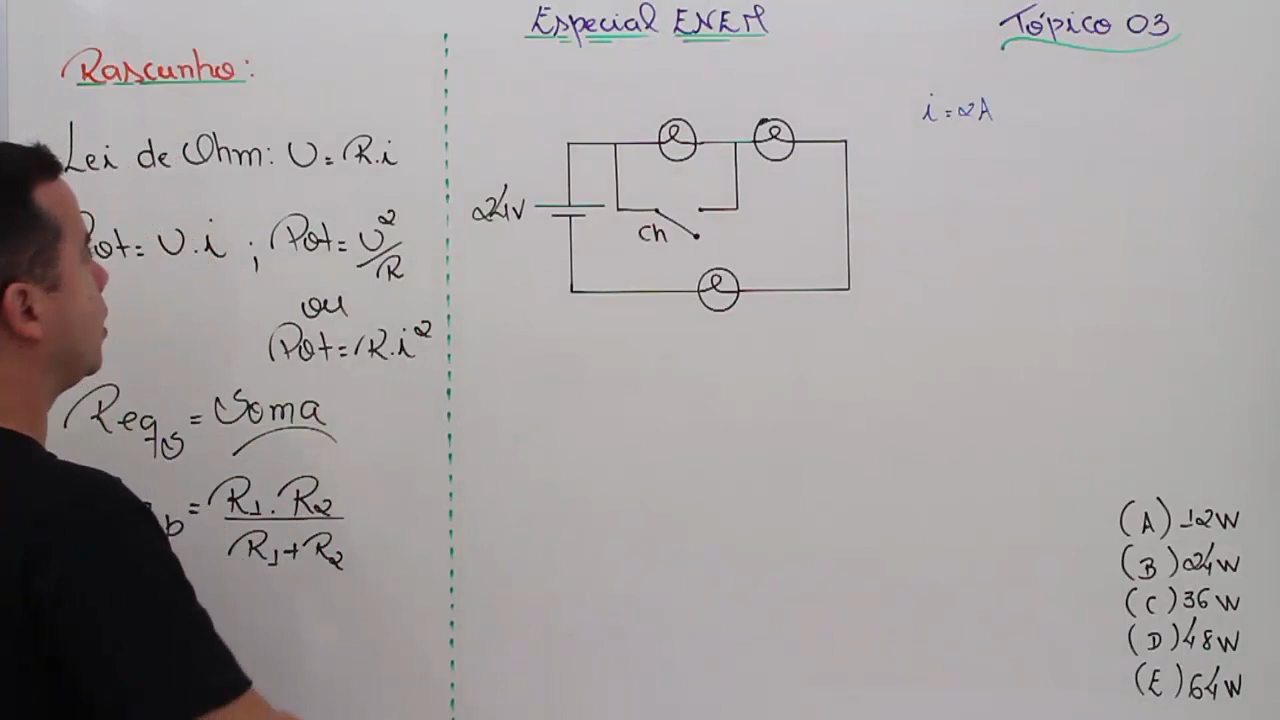 Especial ENEM
Tópico 03
Rascunho:
Lei de Ohm: U = R.i
Pot = U.i ; Pot = U²/R
ou
Pot = R.i²
Reqs = Soma
= R1 . R2 / R1 + R2
i = 2A
24V
Ch
(A) 12W
(B) 24W
(C) 36W
(D) 48W
(E) 64W